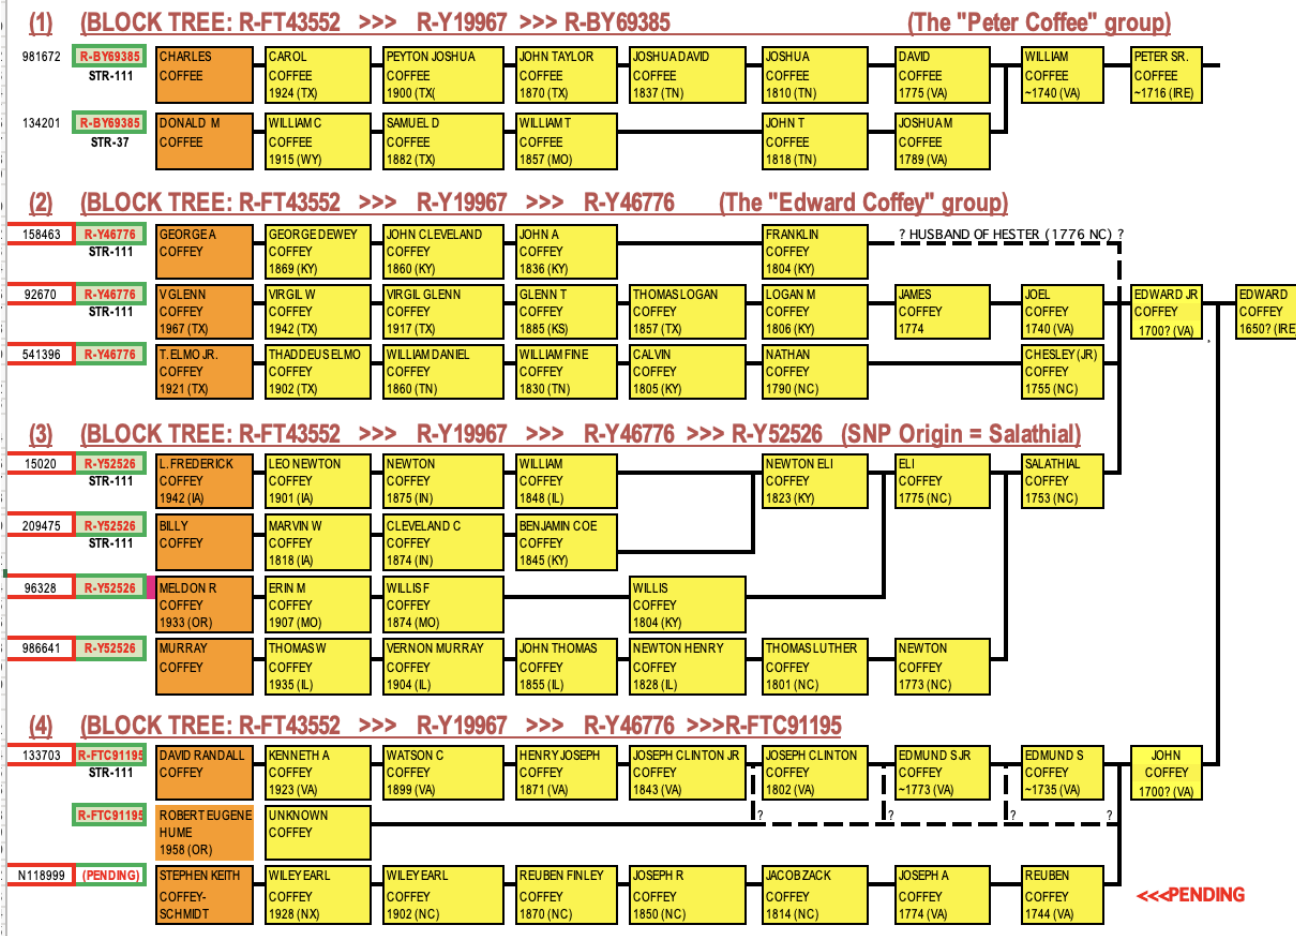 (1) (BLOCK TREE: R-FT43552 >>> R-Y19967 >>> R-BY69385 (The "Peter Coffee" group)
981672 R-BY69385 CHARLES CAROL PEYTON JOSHUA JOHN TAYLOR JOSHUA DAVID JOSHUA DAVID WILLIAM PETER SR.
STR-111 COFFEE COFFEE COFFEE COFFEE COFFEE COFFEE COFFEE COFFEE COFFEE
1924 (TX) 1900 (TX( 1870 (TX) 1837 (TN) 1810 (TN) 1775 (VA) ~1740 (VA) ~1716 (IRE)
134201 R-BY69385 DONALD M WILLIAM C SAMUEL D WILLIAM T JOHN T JOSHUA M
STR-37 COFFEE COFFEE COFFEE COFFEE COFFEE COFFEE
1915 (WY) 1882 (TX) 1857 (MO) 1818 (TN) 1789 (VA)
(2) (BLOCK TREE: R-FT43552 >>> R-Y19967 >>> R-Y46776 (The "Edward Coffey" group)
158463 R-Y46776 GEORGE A GEORGE DEWEY JOHN CLEVELAND JOHN A FRANKLIN ? HUSBAND OF HESTER (1776 NC) ?
STR-111 COFFEY COFFEY COFFEY COFFEY COFFEY
1869 (KY) 1860 (KY) 1836 (KY) 1804 (KY)
92670 R-Y46776 V GLENN VIRGIL W VIRGIL GLENN GLENN T THOMAS LOGAN LOGAN M JAMES JOEL EDWARD JR EDWARD
STR-111 COFFEY COFFEY COFFEY COFFEY COFFEY COFFEY COFFEY COFFEY COFFEY COFFEY
1967 (TX) 1942 (TX) 1917 (TX) 1885 (KS) 1857 (TX) 1806 (KY) 1774 1740 (VA) 1700? (VA) 1650? (IRE
541396 R-Y46776 T. ELMO JR. THADDEUS ELMO WILLIAM DANIEL WILLIAM FINE CALVIN NATHAN CHESLEY (JR)
COFFEY COFFEY COFFEY COFFEY COFFEY COFFEY COFFEY
1921 (TX) 1902 (TX) 1860 (TN) 1830 (TN) 1805 (KY) 1790 (NC) 1755 (NC)
(3) (BLOCK TREE: R-FT43552 >>> R-Y19967 >>> R-Y46776 >>> R-Y52526 (SNP Origin = Salathial)
15020 R-Y52526 L. FREDERICK LEO NEWTON NEWTON WILLIAM NEWTON ELI ELI SALATHIAL
STR-111 COFFEY COFFEY COFFEY COFFEY COFFEY COFFEY COFFEY
1942 (IA) 1901 (IA) 1875 (IN) 1848 (IL) 1823 (KY) 1775 (NC) 1753 (NC)
209475 R-Y52526 BILLY MARVIN W CLEVELAND C BENJAMIN COE
STR-111 COFFEY COFFEY COFFEY COFFEY
1818 (IA) 1874 (IN) 1845 (KY)
96328 R-Y52526 MELDON R ERIN M WILLIS F WILLIS
COFFEY COFFEY COFFEY COFFEY
1933 (OR) 1907 (MO) 1874 (MO) 1804 (KY)
986641 R-Y52526 MURRAY THOMAS W VERNON MURRAY JOHN THOMAS NEWTON HENRY THOMAS LUTHER NEWTON
COFFEY COFFEY COFFEY COFFEY COFFEY COFFEY COFFEY
1935 (IL) 1904 (IL) 1855 (IL) 1828 (IL) 1801 (NC) 1773 (NC)
(4) (BLOCK TREE: R-FT43552 >>> R-Y19967 >>> R-Y46776 >>>R-FTC91195
133703 R-FTC91195 DAVID RANDALL KENNETH A WATSON C HENRY JOSEPH JOSEPH CLINTON JR JOSEPH CLINTON EDMUND S JR EDMUND S JOHN
STR-111 COFFEY COFFEY COFFEY COFFEY COFFEY COFFEY COFFEY COFFEY COFFEY
1923 (VA) 1899 (VA) 1871 (VA) 1843 (VA) 1802 (VA) ~1773 (VA) ~1735 (VA) 1700? (VA)
R-FTC91195 ROBERT EUGENE UNKNOWN ? ? ? ?
HUME COFFEY
1958 (OR)
N118999 (PENDING) STEPHEN KEITH WILEY EARL WILEY EARL REUBEN FINLEY JOSEPH R JACOB ZACK JOSEPH A REUBEN
COFFEY- COFFEY COFFEY COFFEY COFFEY COFFEY COFFEY COFFEY <<<PENDING
SCHMIDT 1928 (NX) 1902 (NC) 1870 (NC) 1850 (NC) 1814 (NC) 1774 (VA) 1744 (VA)